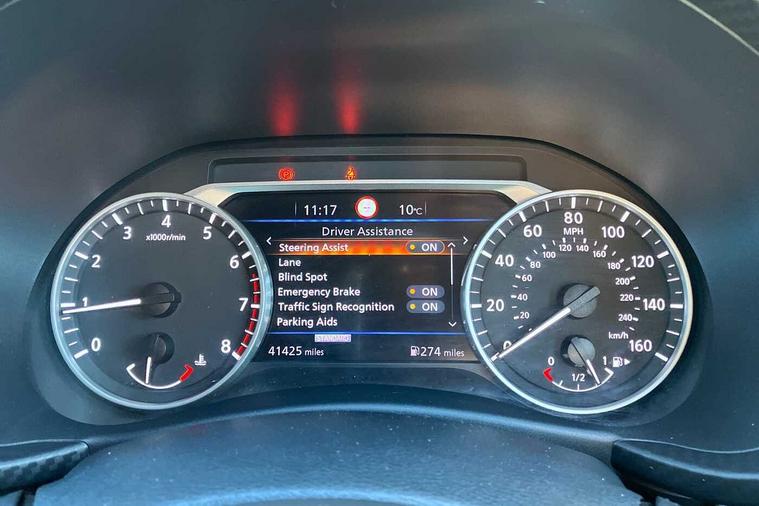 11:17 10°C
Driver Assistance
Steering Assist ON
Lane
Blind Spot
Emergency Brake ON
Traffic Sign Recognition ON
Parking Aids
STANDARD
41425 miles 274 miles
0 1 2 3 4 5 6 7 8
x1000r/min
0 20 40 60 80 100 120 140 160
MPH
20 40 60 80 100 120 140 160 180 200 220 240
km/h
0 1/2 1
P